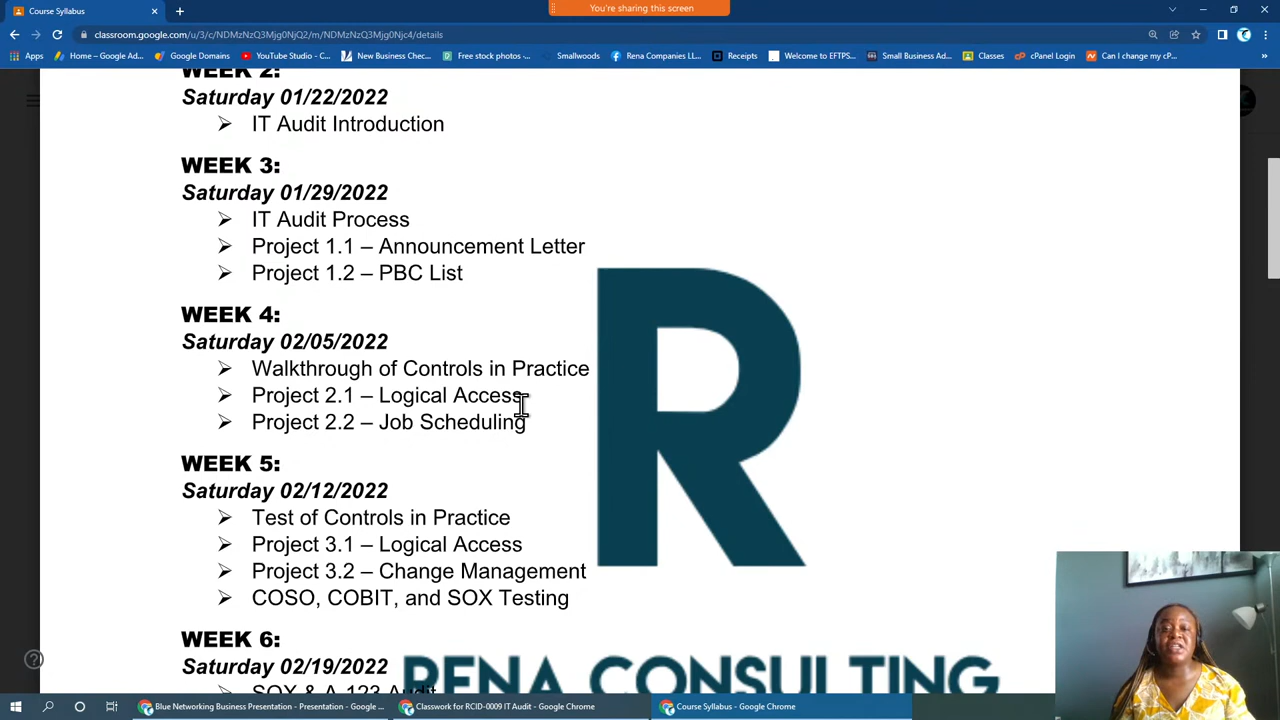 Course Syllabus
You're sharing this screen
classroom.google.com/u/3/c/NDMzNzQ3Mjg0NjQ2/m/NDMzNzQ3Mjg0Njc4/details
Apps
Home – Google Ad...
Google Domains
YouTube Studio - C...
New Business Chec...
Free stock photos -...
Smallwoods
Rena Companies LL...
Receipts
Welcome to EFTPS...
Small Business Ad...
Classes
cPanel Login
Can I change my cP...
WEEK 2:
Saturday 01/22/2022
➢ IT Audit Introduction
WEEK 3:
Saturday 01/29/2022
➢ IT Audit Process
➢ Project 1.1 – Announcement Letter
➢ Project 1.2 – PBC List
WEEK 4:
Saturday 02/05/2022
➢ Walkthrough of Controls in Practice
➢ Project 2.1 – Logical Access
➢ Project 2.2 – Job Scheduling
WEEK 5:
Saturday 02/12/2022
➢ Test of Controls in Practice
➢ Project 3.1 – Logical Access
➢ Project 3.2 – Change Management
➢ COSO, COBIT, and SOX Testing
WEEK 6:
Saturday 02/19/2022
➢ SOX & A-123 Audit
R
RENA CONSULTING
Blue Networking Business Presentation - Presentation - Google ...
Classwork for RCID-0009 IT Audit - Google Chrome
Course Syllabus - Google Chrome